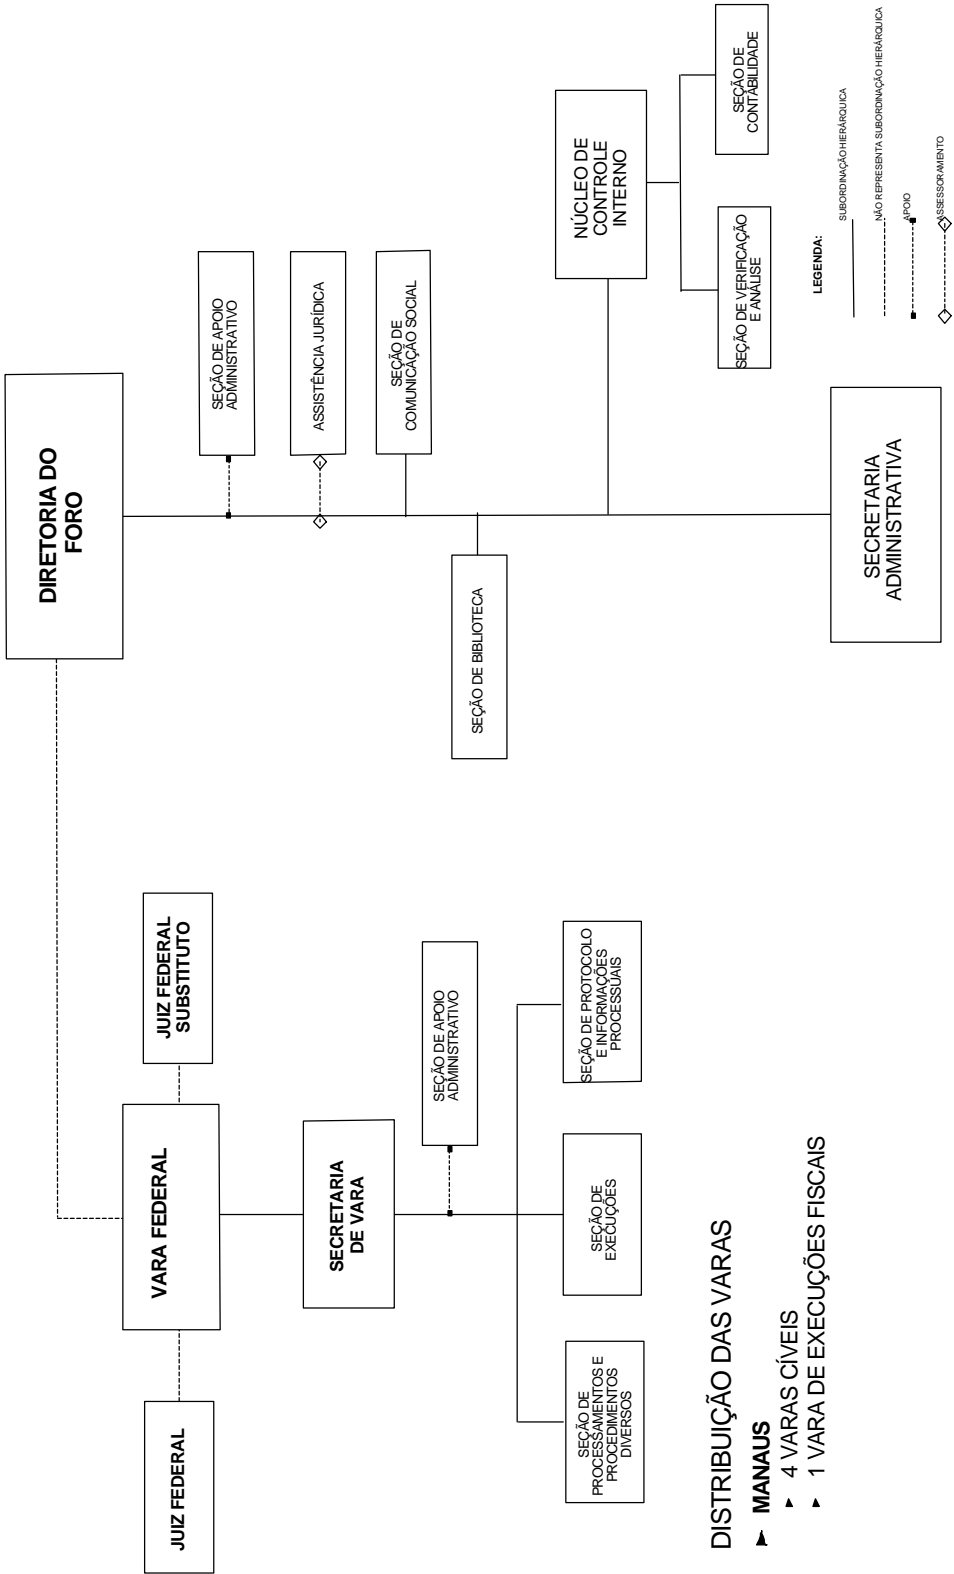 DIRETORIA DO
FORO
VARA FEDERAL
JUIZ FEDERAL
JUIZ FEDERAL
SUBSTITUTO
SECRETARIA
DE VARA
SEÇÃO DE APOIO
ADMINISTRATIVO
SEÇÃO DE
PROCESSAMENTOS E
PROCEDIMENTOS
DIVERSOS
SEÇÃO DE
EXECUÇÕES
SEÇÃO DE PROTOCOLO
E INFORMAÇÕES
PROCESSUAIS
SEÇÃO DE APOIO
ADMINISTRATIVO
ASSISTÊNCIA JURÍDICA
SEÇÃO DE
COMUNICAÇÃO SOCIAL
SEÇÃO DE BIBLIOTECA
NÚCLEO DE
CONTROLE
INTERNO
SEÇÃO DE VERIFICAÇÃO
E ANÁLISE
SEÇÃO DE
CONTABILIDADE
SECRETARIA
ADMINISTRATIVA
DISTRIBUIÇÃO DAS VARAS
MANAUS
4 VARAS CÍVEIS
1 VARA DE EXECUÇÕES FISCAIS
LEGENDA:
SUBORDINAÇÃO HIERÁRQUICA
NÃO REPRESENTA SUBORDINAÇÃO HIERÁRQUICA
APOIO
ASSESSORAMENTO